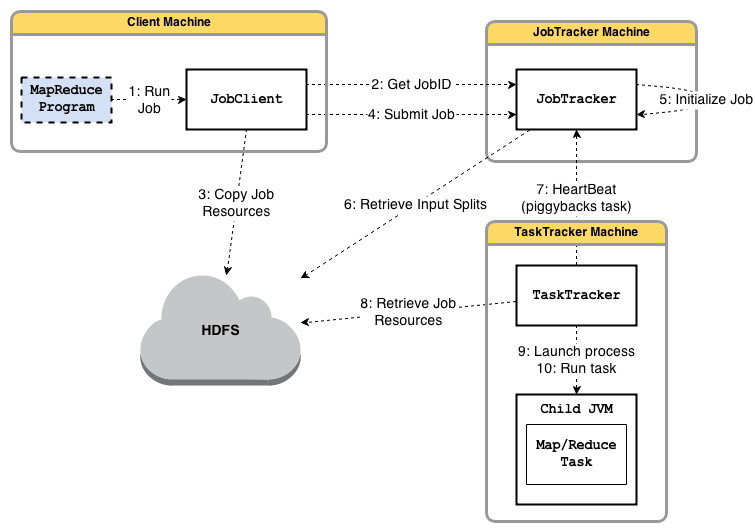 Client Machine
MapReduce
Program
1: Run
Job
JobClient
2: Get JobID
4: Submit Job
JobTracker Machine
JobTracker
5: Initialize Job
3: Copy Job
Resources
6: Retrieve Input Splits
7: HeartBeat
(piggybacks task)
TaskTracker Machine
TaskTracker
8: Retrieve Job
Resources
HDFS
9: Launch process
10: Run task
Child JVM
Map/Reduce
Task